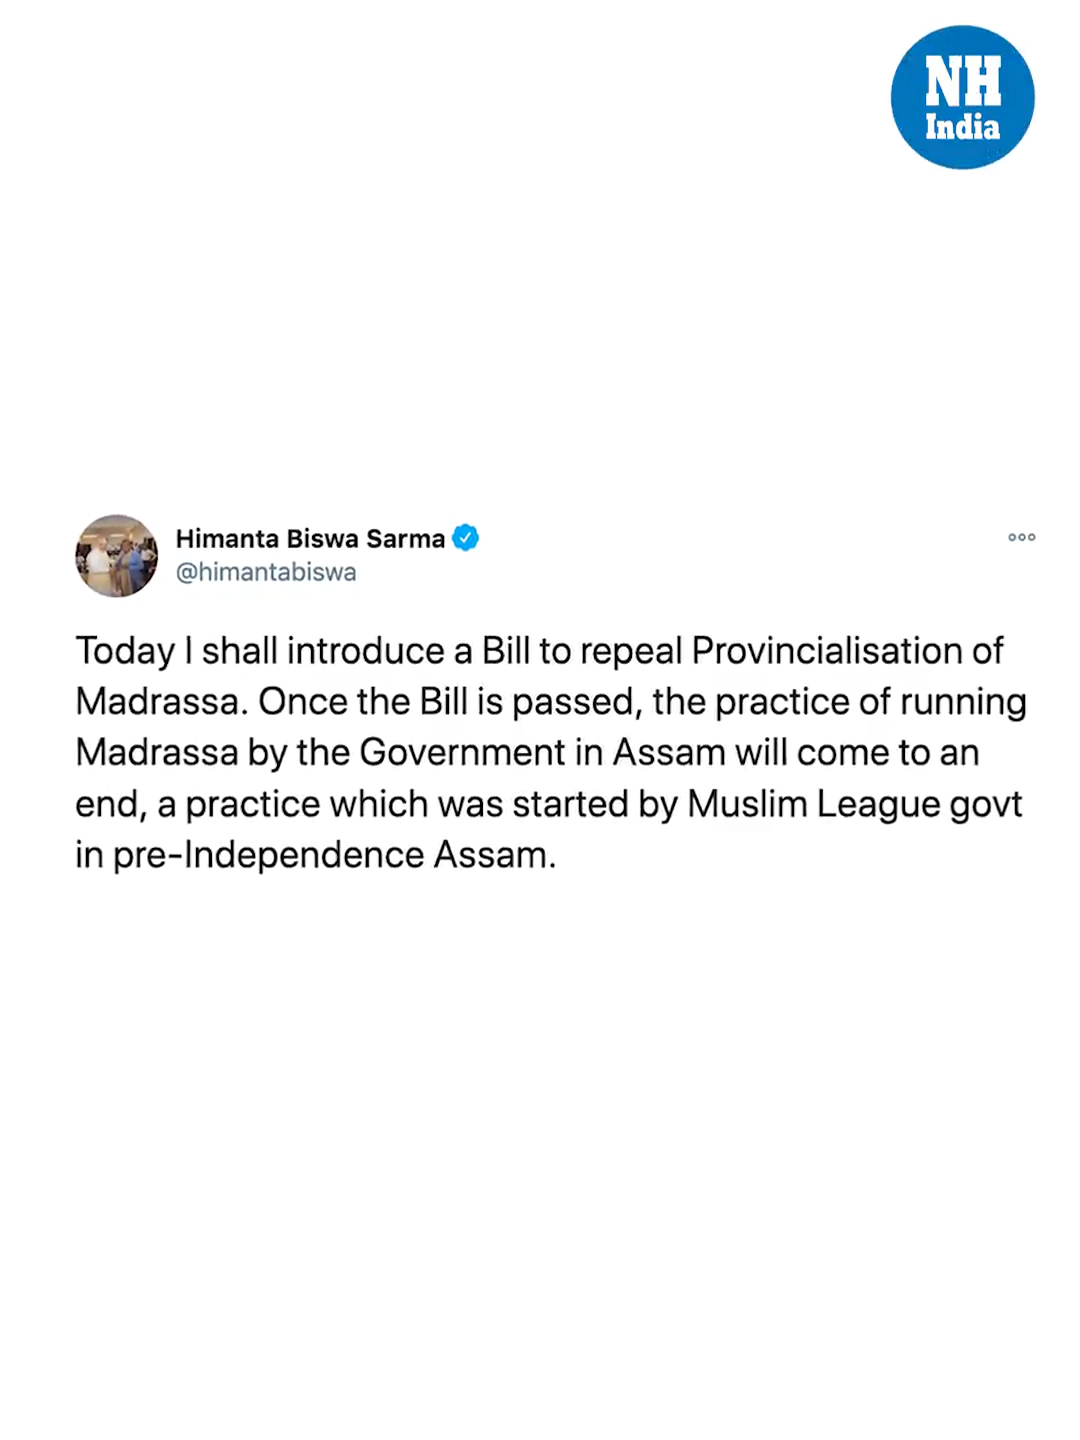 NH
India
Himanta Biswa Sarma
@himantabiswa
Today I shall introduce a Bill to repeal Provincialisation of
Madrassa. Once the Bill is passed, the practice of running
Madrassa by the Government in Assam will come to an
end, a practice which was started by Muslim League govt
in pre-Independence Assam.